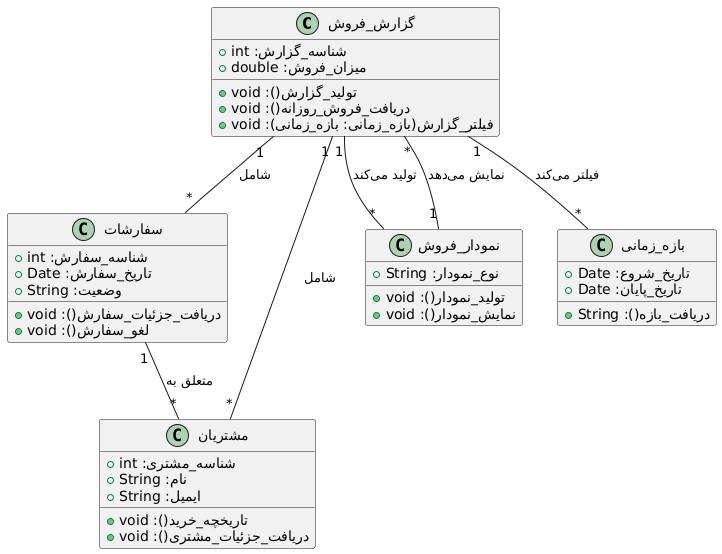 C گزارش_فروش
شناسه_گزارش: int
میزان_فروش: double
تولید_گزارش(): void
دریافت_فروش_روزانه(): void
فیلتر_گزارش(بازه_زمانی: بازه_زمانی): void
1
1
1
*
1
شامل
تولید می‌کند
نمایش می‌دهد
فیلتر می‌کند
*
*
1
*
C سفارشات
شناسه_سفارش: int
تاریخ_سفارش: Date
وضعیت: String
دریافت_جزئیات_سفارش(): void
لغو_سفارش(): void
C نمودار_فروش
نوع_نمودار: String
تولید_نمودار(): void
نمایش_نمودار(): void
C بازه_زمانی
تاریخ_شروع: Date
تاریخ_پایان: Date
دریافت_بازه(): String
شامل
1
متعلق به
*
*
C مشتریان
شناسه_مشتری: int
نام: String
ایمیل: String
تاریخچه_خرید(): void
دریافت_جزئیات_مشتری(): void